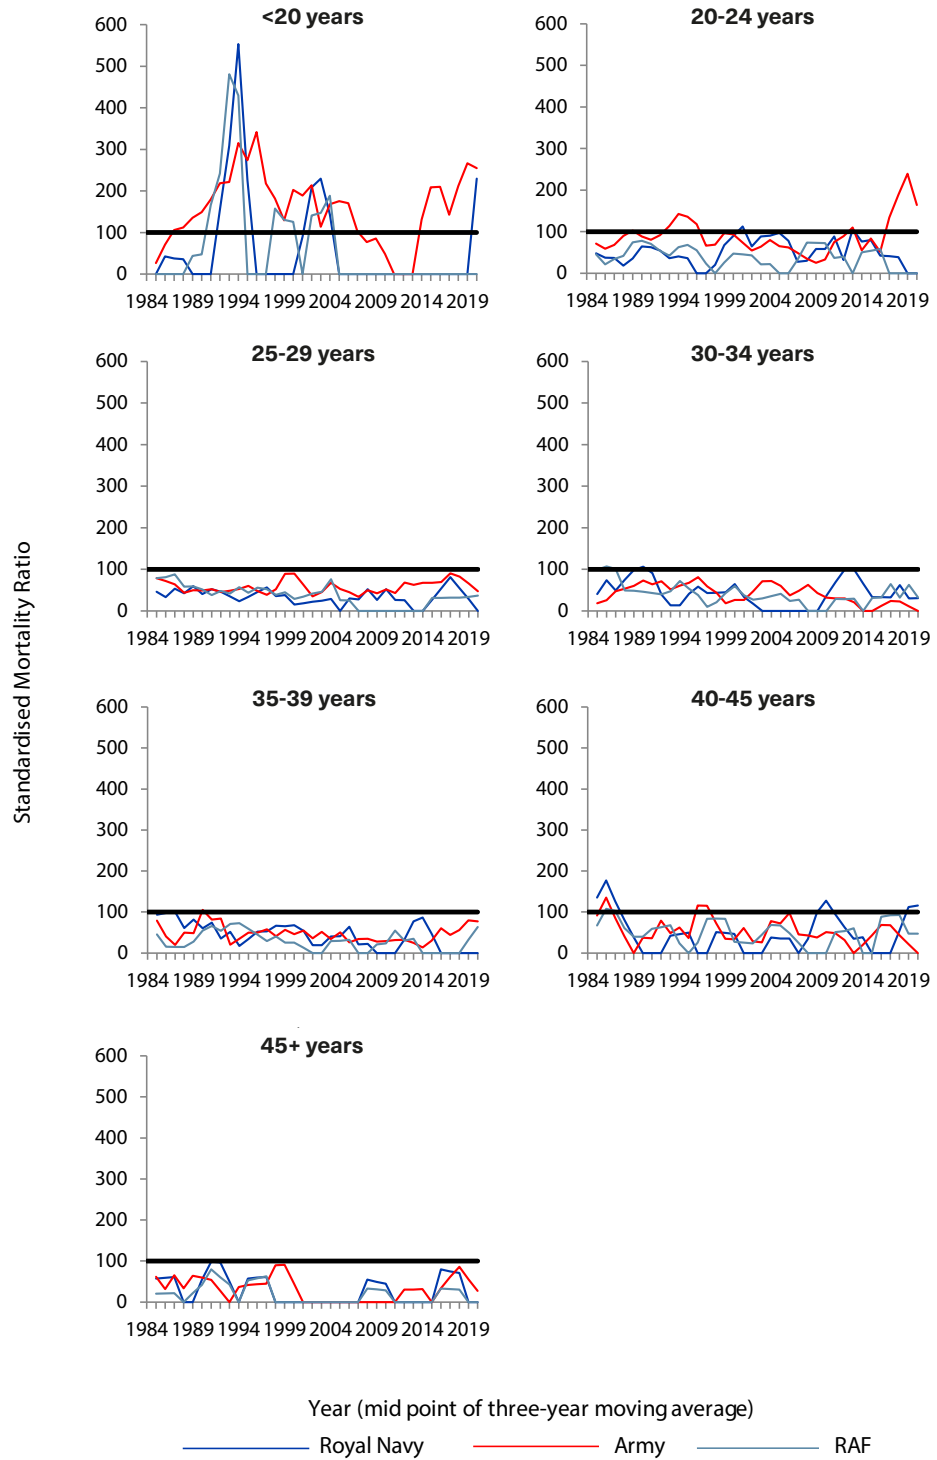 <20 years
20-24 years
600
500
400
300
200
100
0
1984 1989 1994 1999 2004 2009 2014 2019
600
500
400
300
200
100
0
1984 1989 1994 1999 2004 2009 2014 2019
25-29 years
30-34 years
600
500
400
300
200
100
0
1984 1989 1994 1999 2004 2009 2014 2019
600
500
400
300
200
100
0
1984 1989 1994 1999 2004 2009 2014 2019
Standardised Mortality Ratio
35-39 years
40-45 years
600
500
400
300
200
100
0
1984 1989 1994 1999 2004 2009 2014 2019
600
500
400
300
200
100
0
1984 1989 1994 1999 2004 2009 2014 2019
45+ years
600
500
400
300
200
100
0
1984 1989 1994 1999 2004 2009 2014 2019
Year (mid point of three-year moving average)
Royal Navy Army RAF